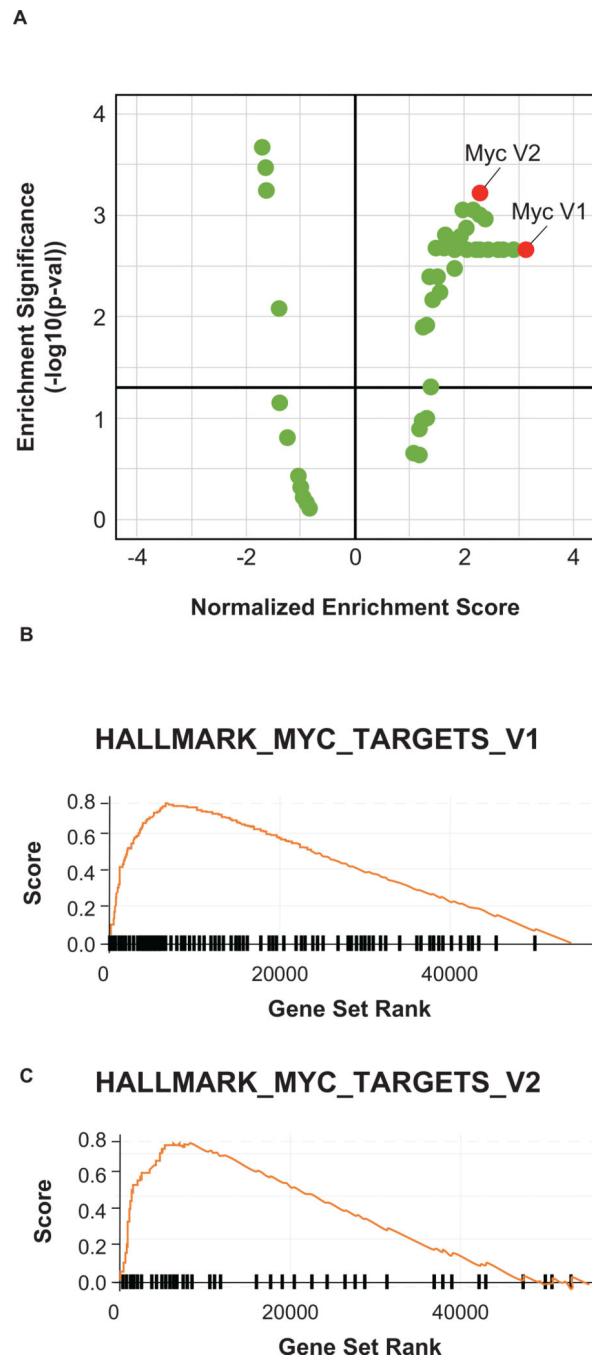 A
Enrichment Significance
(-log10(p-val))
4
3
2
1
0
Myc V2
Myc V1
-4 -2 0 2 4
Normalized Enrichment Score
B
HALLMARK_MYC_TARGETS_V1
Score
0.8
0.6
0.4
0.2
0.0
0 20000 40000
Gene Set Rank
C
HALLMARK_MYC_TARGETS_V2
Score
0.8
0.6
0.4
0.2
0.0
0 20000 40000
Gene Set Rank